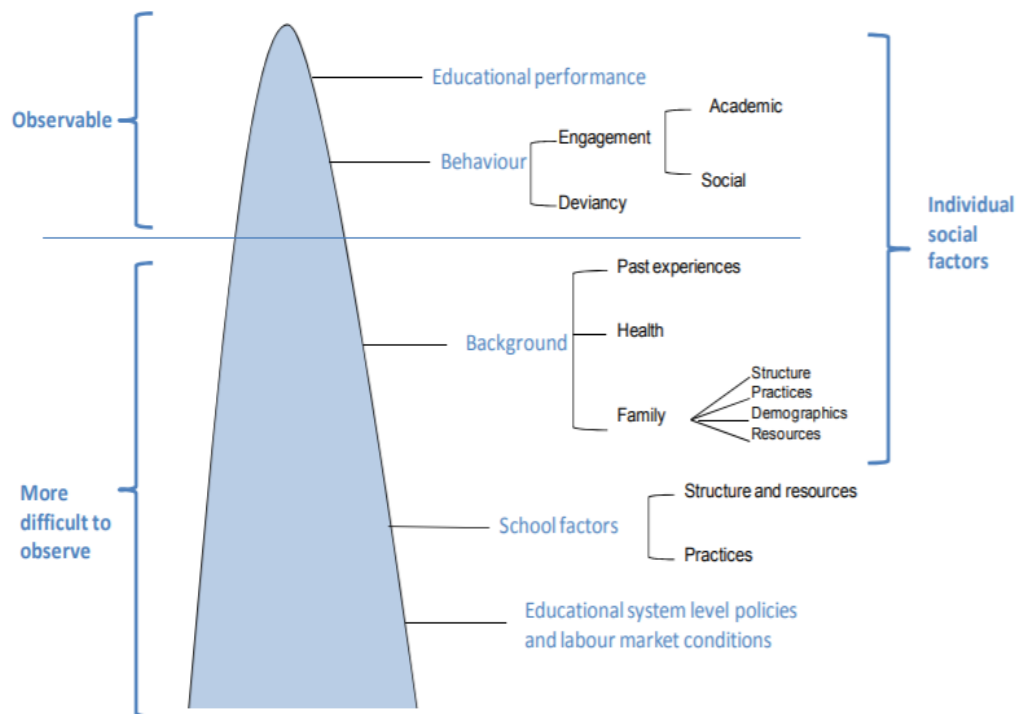 Observable
Educational performance
Behaviour
Engagement
Academic
Social
Deviancy
Individual
social
factors
More
difficult to
observe
Background
Past experiences
Health
Family
Structure
Practices
Demographics
Resources
School factors
Structure and resources
Practices
Educational system level policies
and labour market conditions